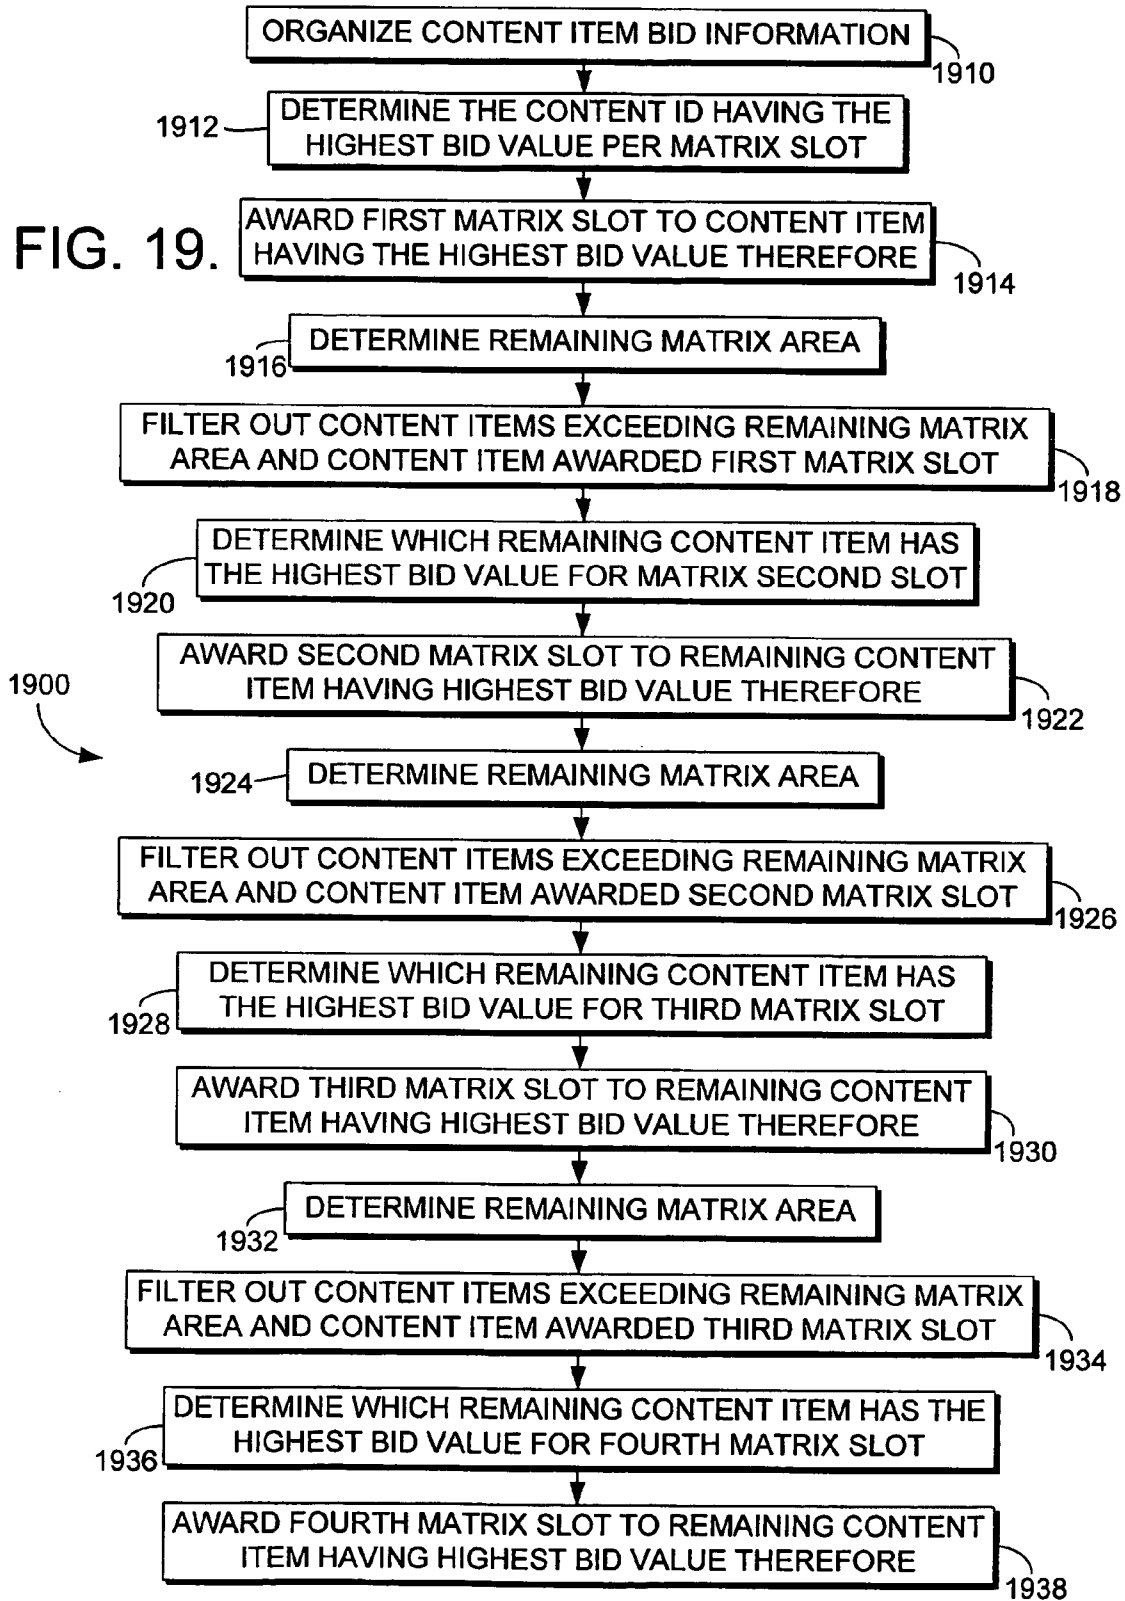 ORGANIZE CONTENT ITEM BID INFORMATION
1910
DETERMINE THE CONTENT ID HAVING THE
HIGHEST BID VALUE PER MATRIX SLOT
1912
FIG. 19.
AWARD FIRST MATRIX SLOT TO CONTENT ITEM
HAVING THE HIGHEST BID VALUE THEREFORE
1914
DETERMINE REMAINING MATRIX AREA
1916
FILTER OUT CONTENT ITEMS EXCEEDING REMAINING MATRIX
AREA AND CONTENT ITEM AWARDED FIRST MATRIX SLOT
1918
DETERMINE WHICH REMAINING CONTENT ITEM HAS
THE HIGHEST BID VALUE FOR MATRIX SECOND SLOT
1920
AWARD SECOND MATRIX SLOT TO REMAINING CONTENT
ITEM HAVING HIGHEST BID VALUE THEREFORE
1922
1900
DETERMINE REMAINING MATRIX AREA
1924
FILTER OUT CONTENT ITEMS EXCEEDING REMAINING MATRIX
AREA AND CONTENT ITEM AWARDED SECOND MATRIX SLOT
1926
DETERMINE WHICH REMAINING CONTENT ITEM HAS
THE HIGHEST BID VALUE FOR THIRD MATRIX SLOT
1928
AWARD THIRD MATRIX SLOT TO REMAINING CONTENT
ITEM HAVING HIGHEST BID VALUE THEREFORE
1930
DETERMINE REMAINING MATRIX AREA
1932
FILTER OUT CONTENT ITEMS EXCEEDING REMAINING MATRIX
AREA AND CONTENT ITEM AWARDED THIRD MATRIX SLOT
1934
DETERMINE WHICH REMAINING CONTENT ITEM HAS THE
HIGHEST BID VALUE FOR FOURTH MATRIX SLOT
1936
AWARD FOURTH MATRIX SLOT TO REMAINING CONTENT
ITEM HAVING HIGHEST BID VALUE THEREFORE
1938